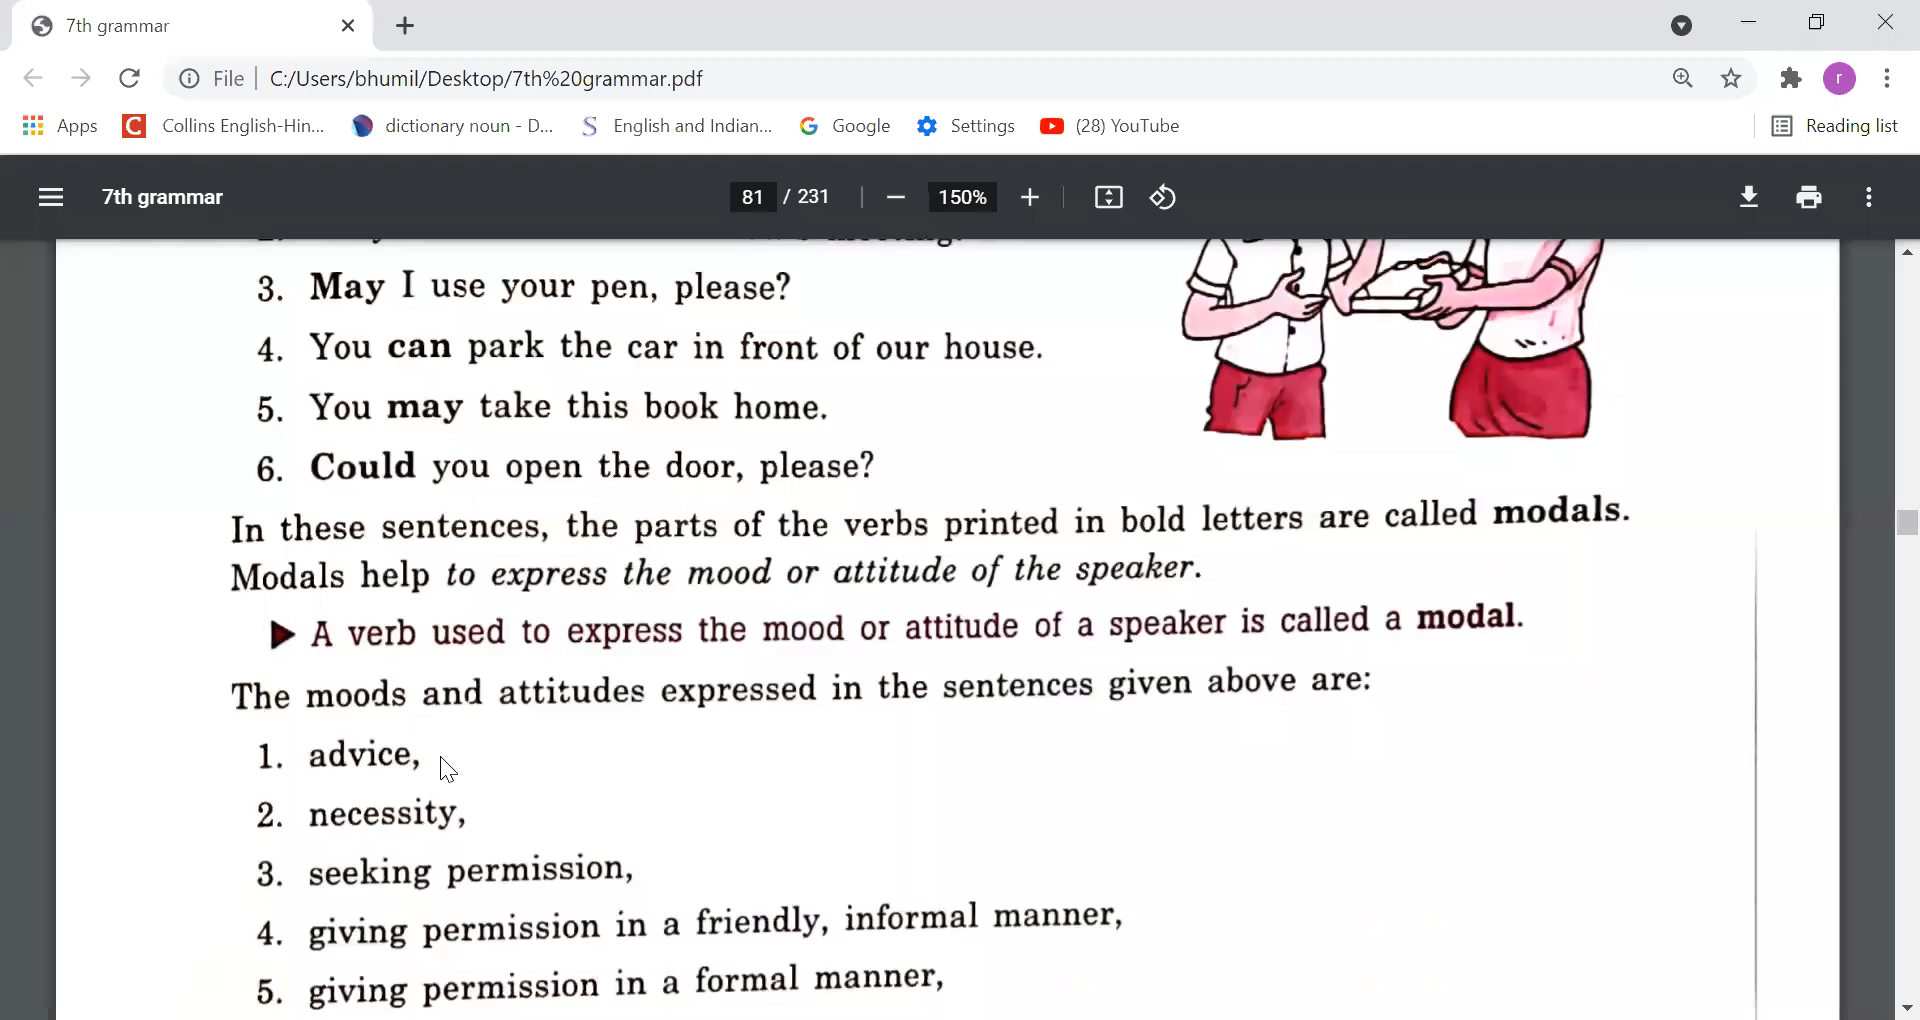 7th grammar
File
C:/Users/bhumil/Desktop/7th%20grammar.pdf
r
Apps
Collins English-Hin...
dictionary noun - D...
English and Indian...
Google
Settings
(28) YouTube
Reading list
7th grammar
81 / 231
150%
3. May I use your pen, please?
4. You can park the car in front of our house.
5. You may take this book home.
6. Could you open the door, please?
In these sentences, the parts of the verbs printed in bold letters are called modals.
Modals help to express the mood or attitude of the speaker.
▶ A verb used to express the mood or attitude of a speaker is called a modal.
The moods and attitudes expressed in the sentences given above are:
1. advice,
2. necessity,
3. seeking permission,
4. giving permission in a friendly, informal manner,
5. giving permission in a formal manner,